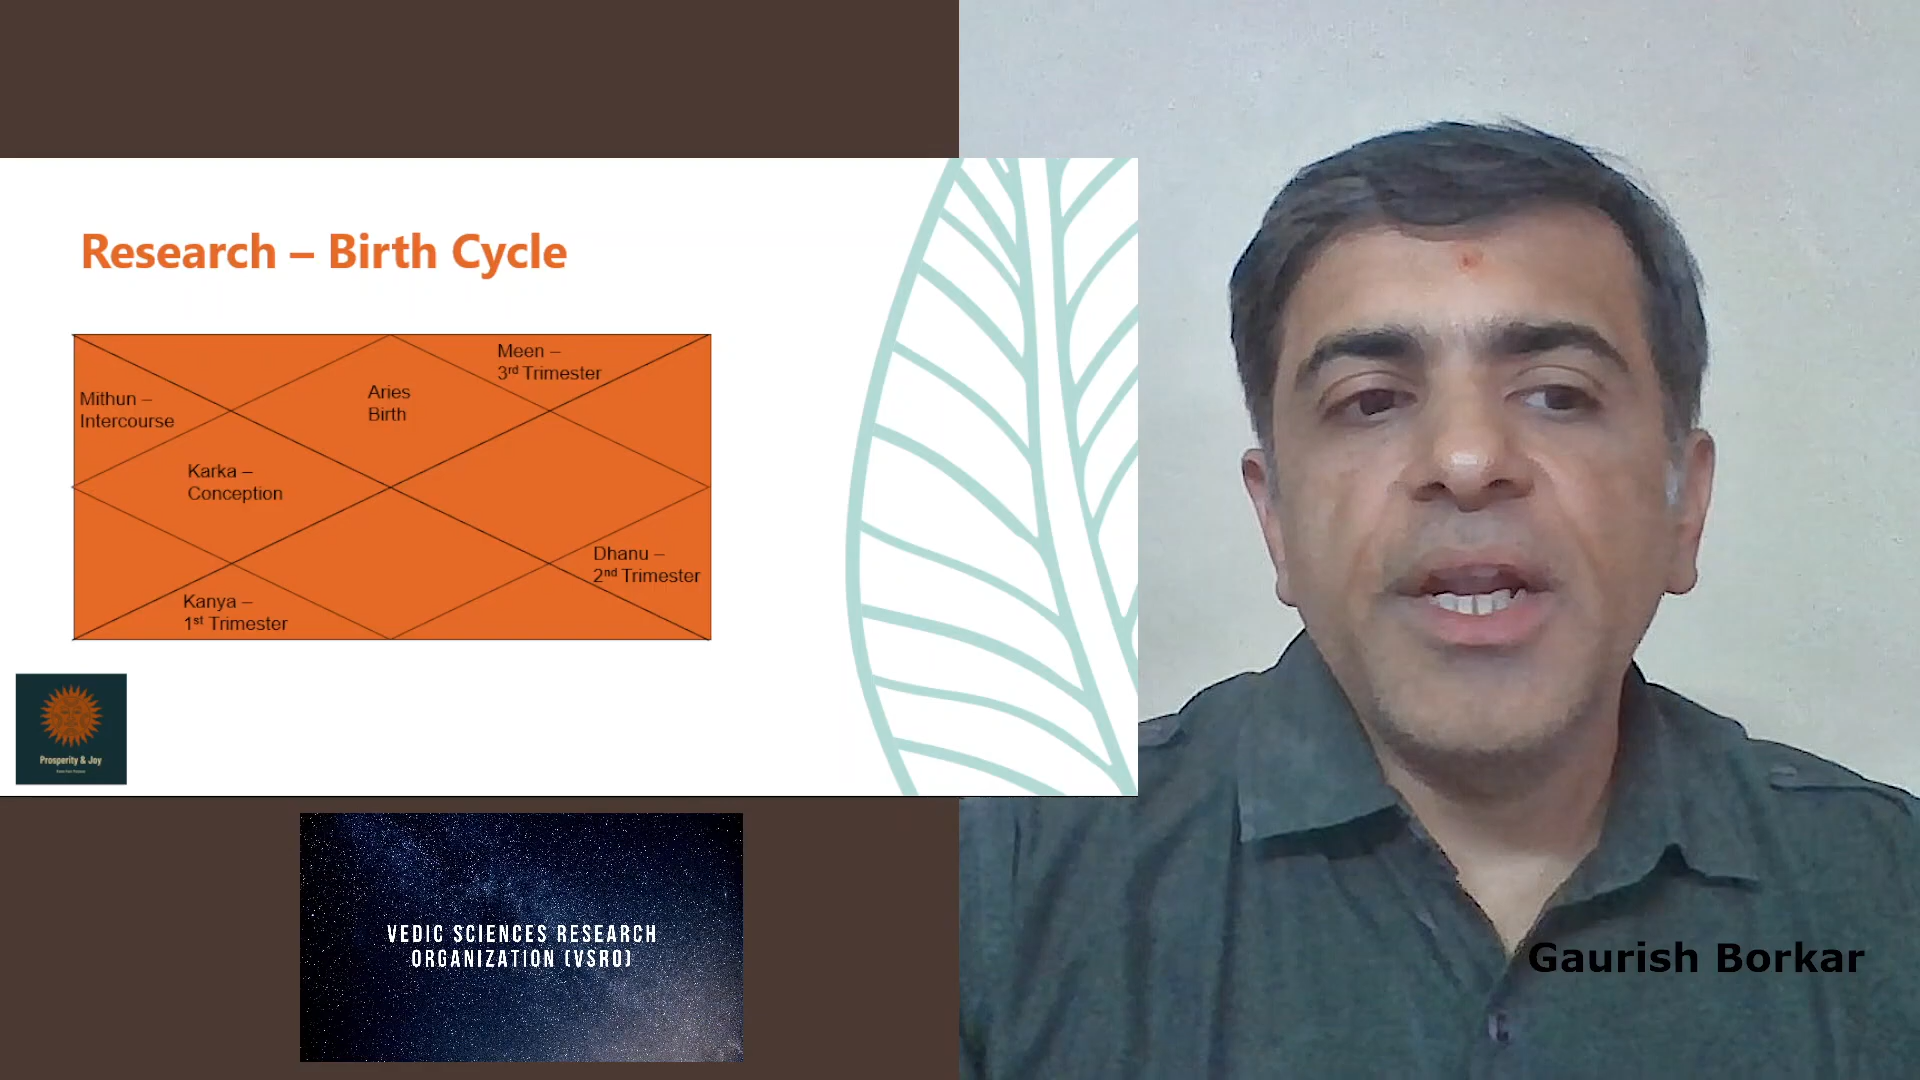 Research – Birth Cycle
Meen –
3rd Trimester
Aries
Birth
Mithun –
Intercourse
Karka –
Conception
Dhanu –
2nd Trimester
Kanya –
1st Trimester
Prosperity & Joy
VEDIC SCIENCES RESEARCH
ORGANIZATION (VSRO)
Gaurish Borkar